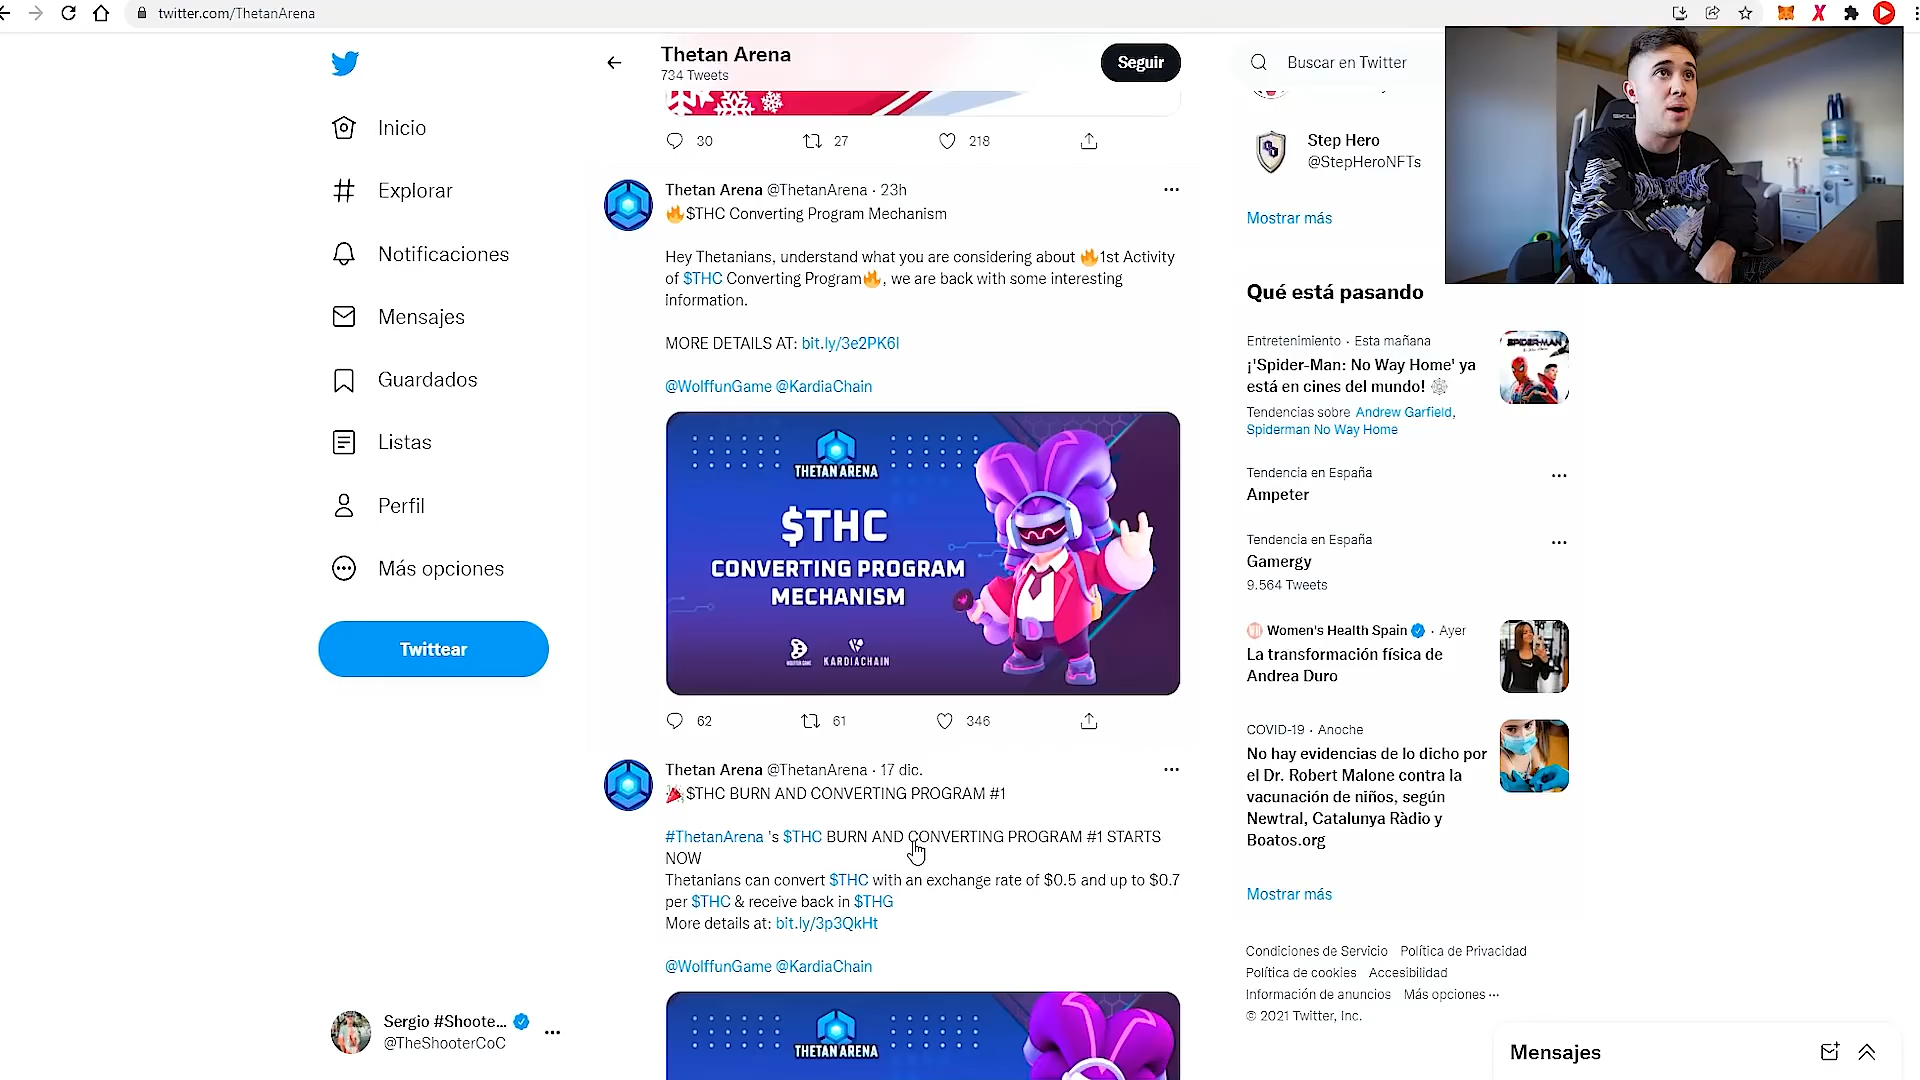 twitter.com/ThetanArena
Thetan Arena
734 Tweets
Seguir
Buscar en Twitter
Inicio
Explorar
Notificaciones
Mensajes
Guardados
Listas
Perfil
Más opciones
Twittear
Sergio #Shoote...
@TheShooterCoC
30
27
218
Thetan Arena @ThetanArena · 23h
🔥$THC Converting Program Mechanism
Hey Thetanians, understand what you are considering about 🔥1st Activity
of $THC Converting Program🔥, we are back with some interesting
information.
MORE DETAILS AT: bit.ly/3e2PK6I
@WolffunGame @KardiaChain
THETAN ARENA
$THC
CONVERTING PROGRAM
MECHANISM
WOLFFUN GAME
KARDIACHAIN
62
61
346
Thetan Arena @ThetanArena · 17 dic.
🎉$THC BURN AND CONVERTING PROGRAM #1
#ThetanArena 's $THC BURN AND CONVERTING PROGRAM #1 STARTS
NOW
Thetanians can convert $THC with an exchange rate of $0.5 and up to $0.7
per $THC & receive back in $THG
More details at: bit.ly/3p3QkHt
@WolffunGame @KardiaChain
THETAN ARENA
Step Hero
@StepHeroNFTs
Mostrar más
SKILL
Qué está pasando
Entretenimiento · Esta mañana
¡'Spider-Man: No Way Home' ya
está en cines del mundo! 🕸
Tendencias sobre Andrew Garfield,
Spiderman No Way Home
SPIDER-MAN
Tendencia en España
Ampeter
Tendencia en España
Gamergy
9.564 Tweets
Women's Health Spain · Ayer
La transformación física de
Andrea Duro
COVID-19 · Anoche
No hay evidencias de lo dicho por
el Dr. Robert Malone contra la
vacunación de niños, según
Newtral, Catalunya Ràdio y
Boatos.org
Mostrar más
Condiciones de Servicio Política de Privacidad
Política de cookies Accesibilidad
Información de anuncios Más opciones ···
© 2021 Twitter, Inc.
Mensajes